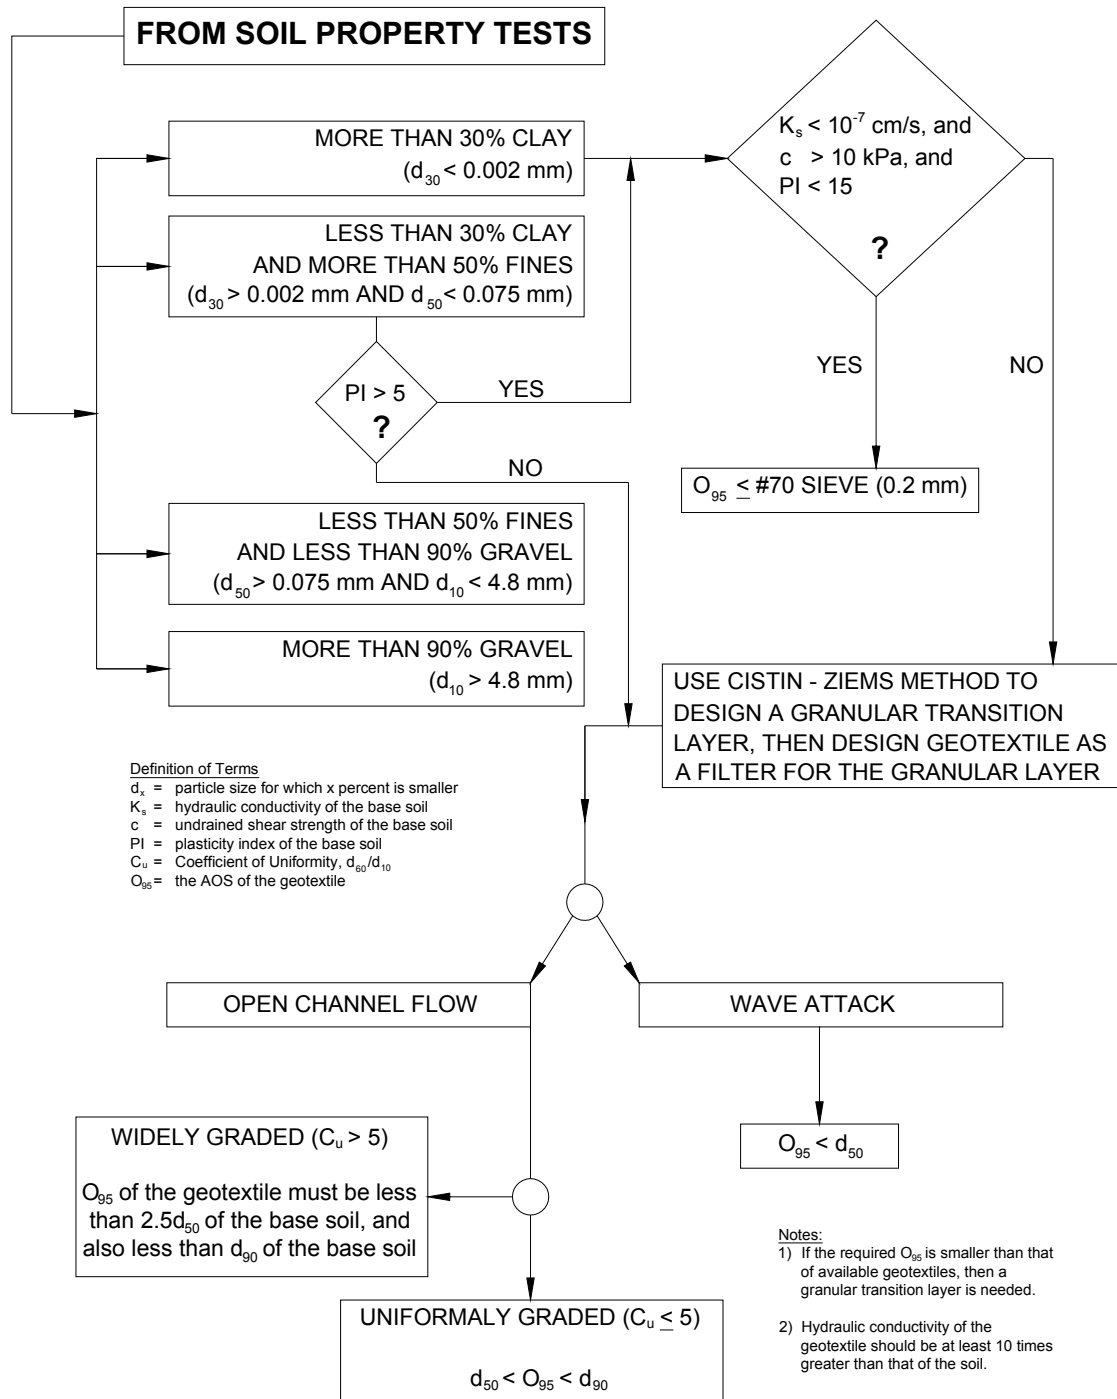 FROM SOIL PROPERTY TESTS
MORE THAN 30% CLAY
(d30 < 0.002 mm)
LESS THAN 30% CLAY
AND MORE THAN 50% FINES
(d30 > 0.002 mm AND d50 < 0.075 mm)
PI > 5
?
YES
NO
Ks < 10-7 cm/s, and
c > 10 kPa, and
PI < 15
?
YES
NO
O95 ≤ #70 SIEVE (0.2 mm)
LESS THAN 50% FINES
AND LESS THAN 90% GRAVEL
(d50 > 0.075 mm AND d10 < 4.8 mm)
MORE THAN 90% GRAVEL
(d10 > 4.8 mm)
USE CISTIN - ZIEMS METHOD TO
DESIGN A GRANULAR TRANSITION
LAYER, THEN DESIGN GEOTEXTILE AS
A FILTER FOR THE GRANULAR LAYER
Definition of Terms
dx = particle size for which x percent is smaller
Ks = hydraulic conductivity of the base soil
c = undrained shear strength of the base soil
PI = plasticity index of the base soil
Cu = Coefficient of Uniformity, d60/d10
O95 = the AOS of the geotextile
OPEN CHANNEL FLOW
WAVE ATTACK
O95 < d50
WIDELY GRADED (Cu > 5)
O95 of the geotextile must be less
than 2.5d50 of the base soil, and
also less than d90 of the base soil
UNIFORMALY GRADED (Cu ≤ 5)
d50 < O95 < d90
Notes:
1) If the required O95 is smaller than that
of available geotextiles, then a
granular transition layer is needed.
2) Hydraulic conductivity of the
geotextile should be at least 10 times
greater than that of the soil.